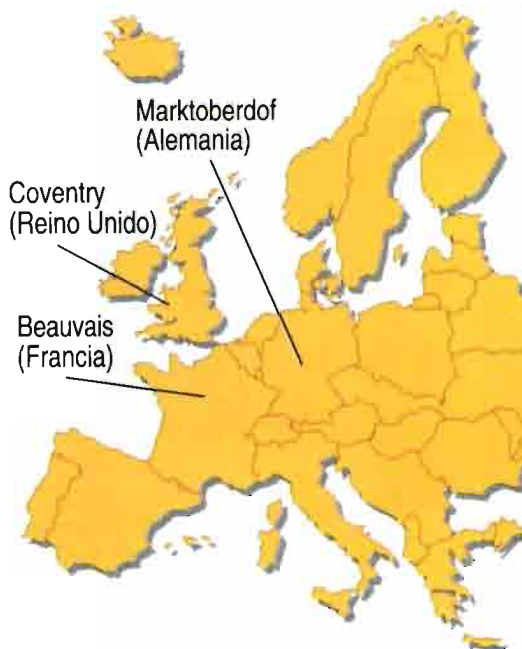 Marktoberdof
(Alemania)
Coventry
(Reino Unido)
Beauvais
(Francia)